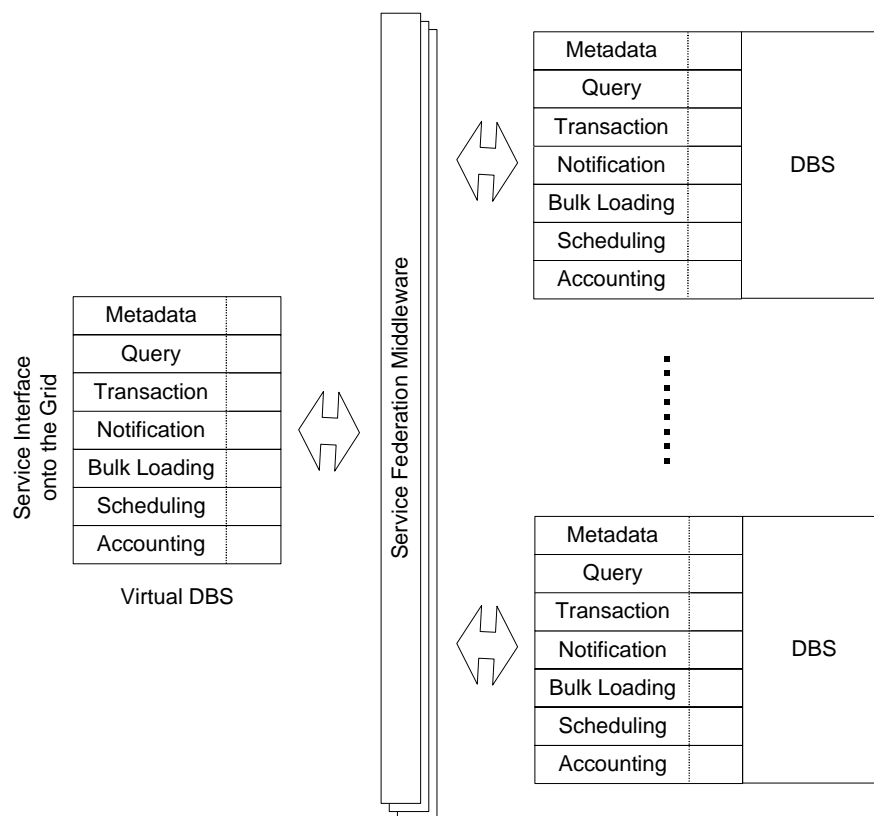 Service Interface
onto the Grid
Metadata
Query
Transaction
Notification
Bulk Loading
Scheduling
Accounting
Virtual DBS
Service Federation Middleware
Metadata
Query
Transaction
Notification
Bulk Loading
Scheduling
Accounting
DBS
Metadata
Query
Transaction
Notification
Bulk Loading
Scheduling
Accounting
DBS